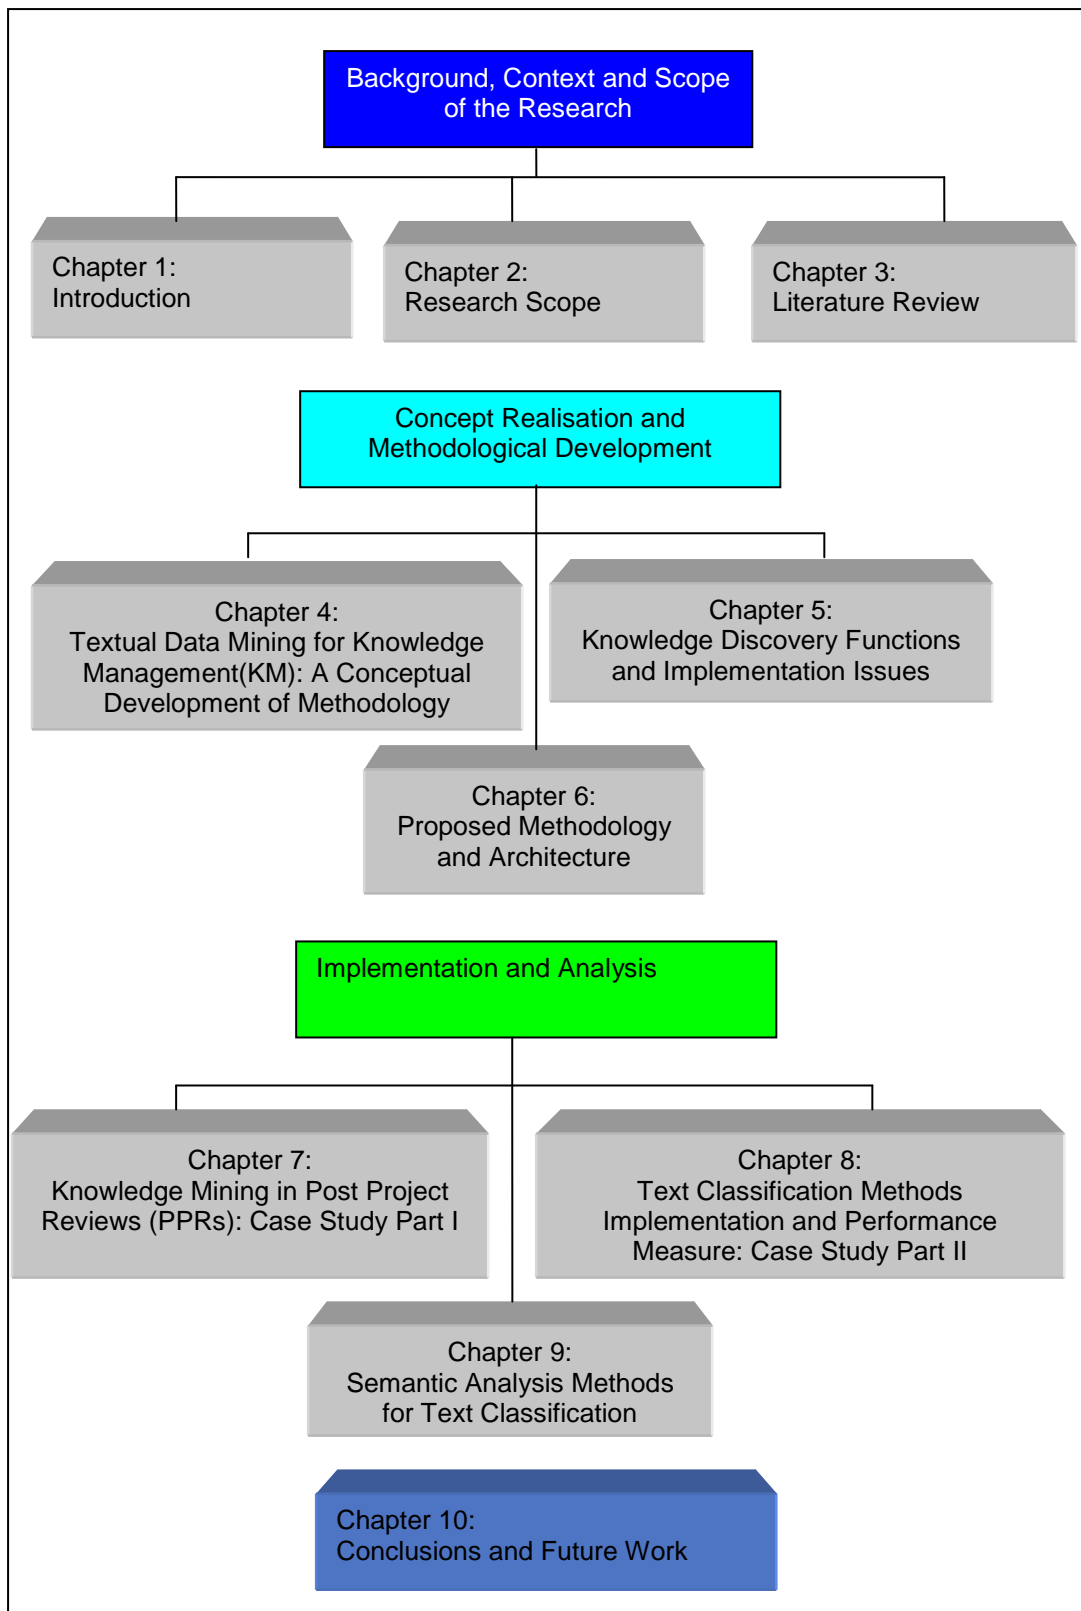 Background, Context and Scope
of the Research
Chapter 1:
Introduction
Chapter 2:
Research Scope
Chapter 3:
Literature Review
Concept Realisation and
Methodological Development
Chapter 4:
Textual Data Mining for Knowledge
Management(KM): A Conceptual
Development of Methodology
Chapter 5:
Knowledge Discovery Functions
and Implementation Issues
Chapter 6:
Proposed Methodology
and Architecture
Implementation and Analysis
Chapter 7:
Knowledge Mining in Post Project
Reviews (PPRs): Case Study Part I
Chapter 8:
Text Classification Methods
Implementation and Performance
Measure: Case Study Part II
Chapter 9:
Semantic Analysis Methods
for Text Classification
Chapter 10:
Conclusions and Future Work